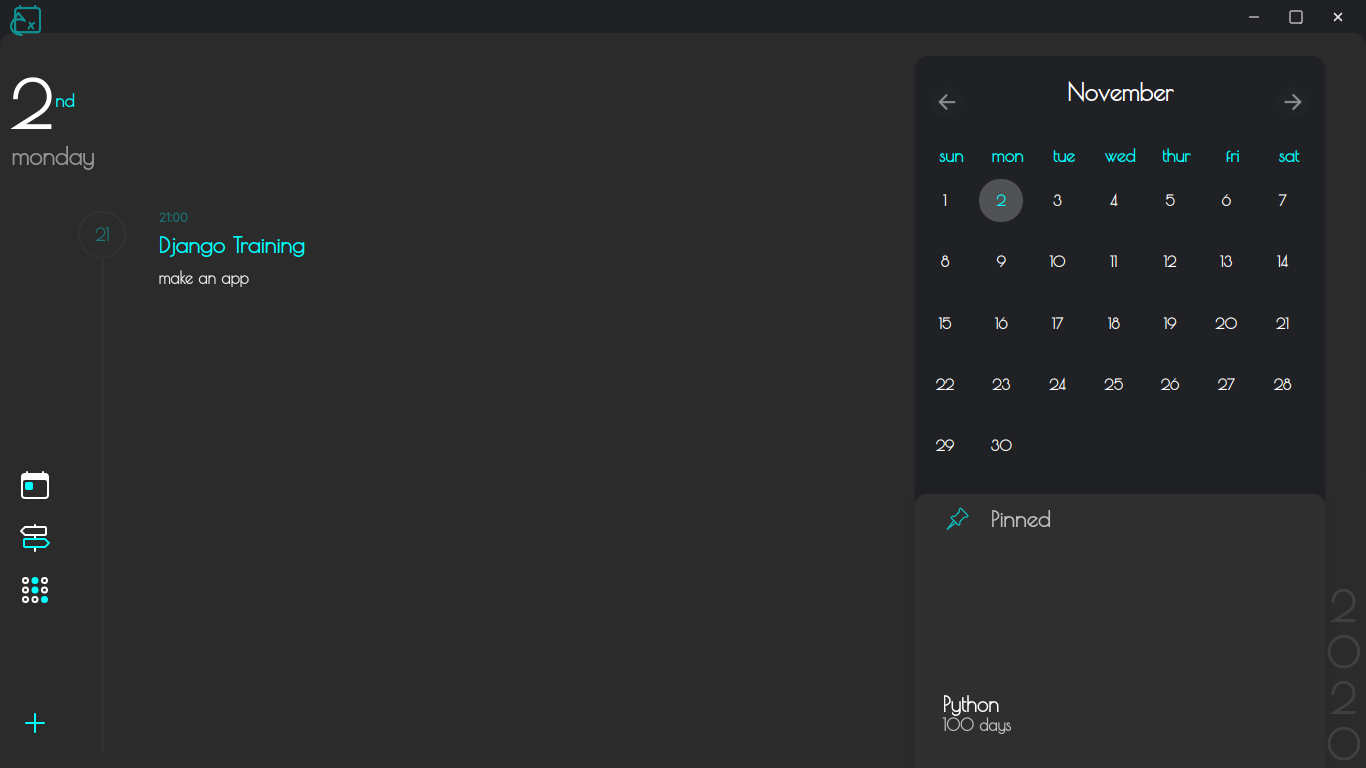 2nd
monday
21
21:00
Django Training
make an app
November
sun mon tue wed thur fri sat
1 2 3 4 5 6 7
8 9 10 11 12 13 14
15 16 17 18 19 20 21
22 23 24 25 26 27 28
29 30
Pinned
Python
100 days
2
0
2
0